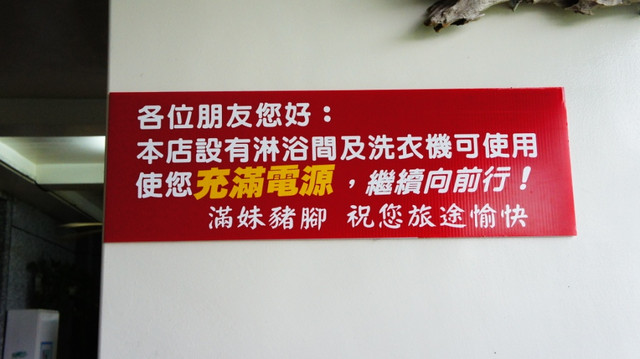 各位朋友您好：
本店設有淋浴間及洗衣機可使用
使您充滿電源，繼續向前行！
滿妹豬腳 祝您旅途愉快